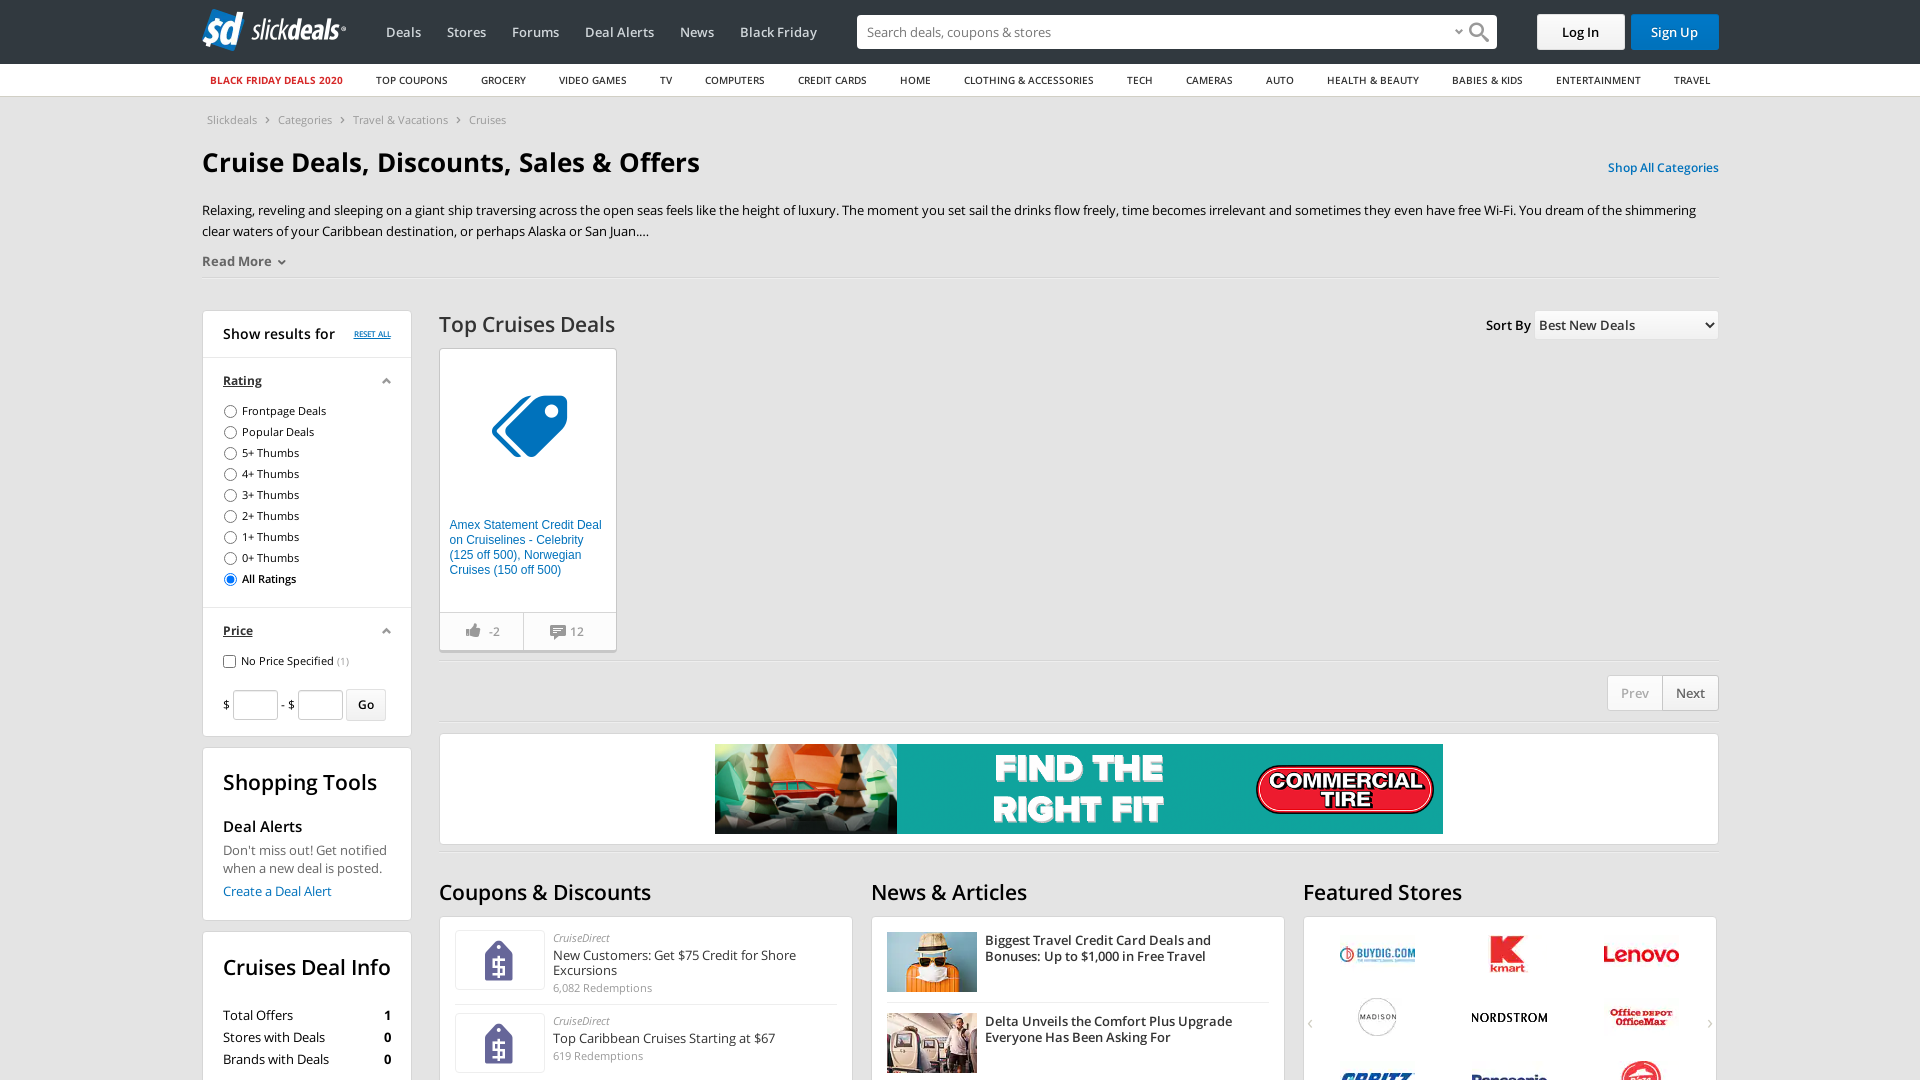 sd slickdeals
Deals
Stores
Forums
Deal Alerts
News
Black Friday
Search deals, coupons & stores
Log In
Sign Up
BLACK FRIDAY DEALS 2020
TOP COUPONS
GROCERY
VIDEO GAMES
TV
COMPUTERS
CREDIT CARDS
HOME
CLOTHING & ACCESSORIES
TECH
CAMERAS
AUTO
HEALTH & BEAUTY
BABIES & KIDS
ENTERTAINMENT
TRAVEL
Slickdeals > Categories > Travel & Vacations > Cruises
Cruise Deals, Discounts, Sales & Offers
Shop All Categories
Relaxing, reveling and sleeping on a giant ship traversing across the open seas feels like the height of luxury. The moment you set sail the drinks flow freely, time becomes irrelevant and sometimes they even have free Wi-Fi. You dream of the shimmering
clear waters of your Caribbean destination, or perhaps Alaska or San Juan....
Read More
Show results for
RESET ALL
Rating
Frontpage Deals
Popular Deals
5+ Thumbs
4+ Thumbs
3+ Thumbs
2+ Thumbs
1+ Thumbs
0+ Thumbs
All Ratings
Price
No Price Specified (1)
$ - $ Go
Shopping Tools
Deal Alerts
Don't miss out! Get notified
when a new deal is posted.
Create a Deal Alert
Cruises Deal Info
Total Offers 1
Stores with Deals 0
Brands with Deals 0
Top Cruises Deals
Sort By Best New Deals
Amex Statement Credit Deal
on Cruiselines - Celebrity
(125 off 500), Norwegian
Cruises (150 off 500)
-2
12
Prev
Next
FIND THE
RIGHT FIT
COMMERCIAL
TIRE
Coupons & Discounts
CruiseDirect
New Customers: Get $75 Credit for Shore
Excursions
6,082 Redemptions
CruiseDirect
Top Caribbean Cruises Starting at $67
619 Redemptions
News & Articles
Biggest Travel Credit Card Deals and
Bonuses: Up to $1,000 in Free Travel
Delta Unveils the Comfort Plus Upgrade
Everyone Has Been Asking For
Featured Stores
BUYDIG.COM
kmart
Lenovo
MADISON
NORDSTROM
Office DEPOT
OfficeMax
ORBITZ
Panasonic